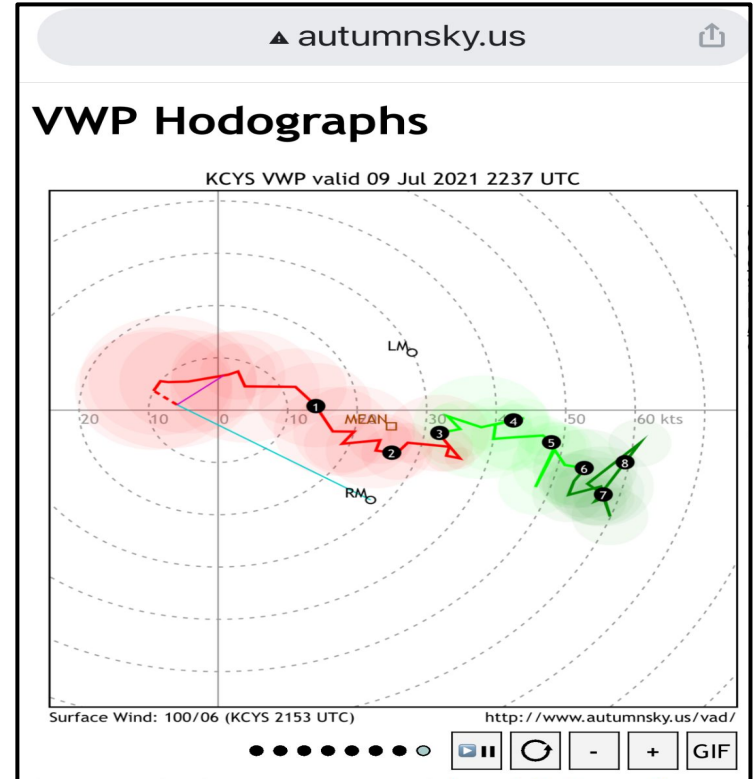 autumnsky.us
VWP Hodographs
KCYS VWP valid 09 Jul 2021 2237 UTC
LM
1
20 10 0 10 MEAN 20 30 4 50 60 kts
3
2 5
6 8
RM 7
Surface Wind: 100/06 (KCYS 2153 UTC) http://www.autumnsky.us/vad/
- + GIF